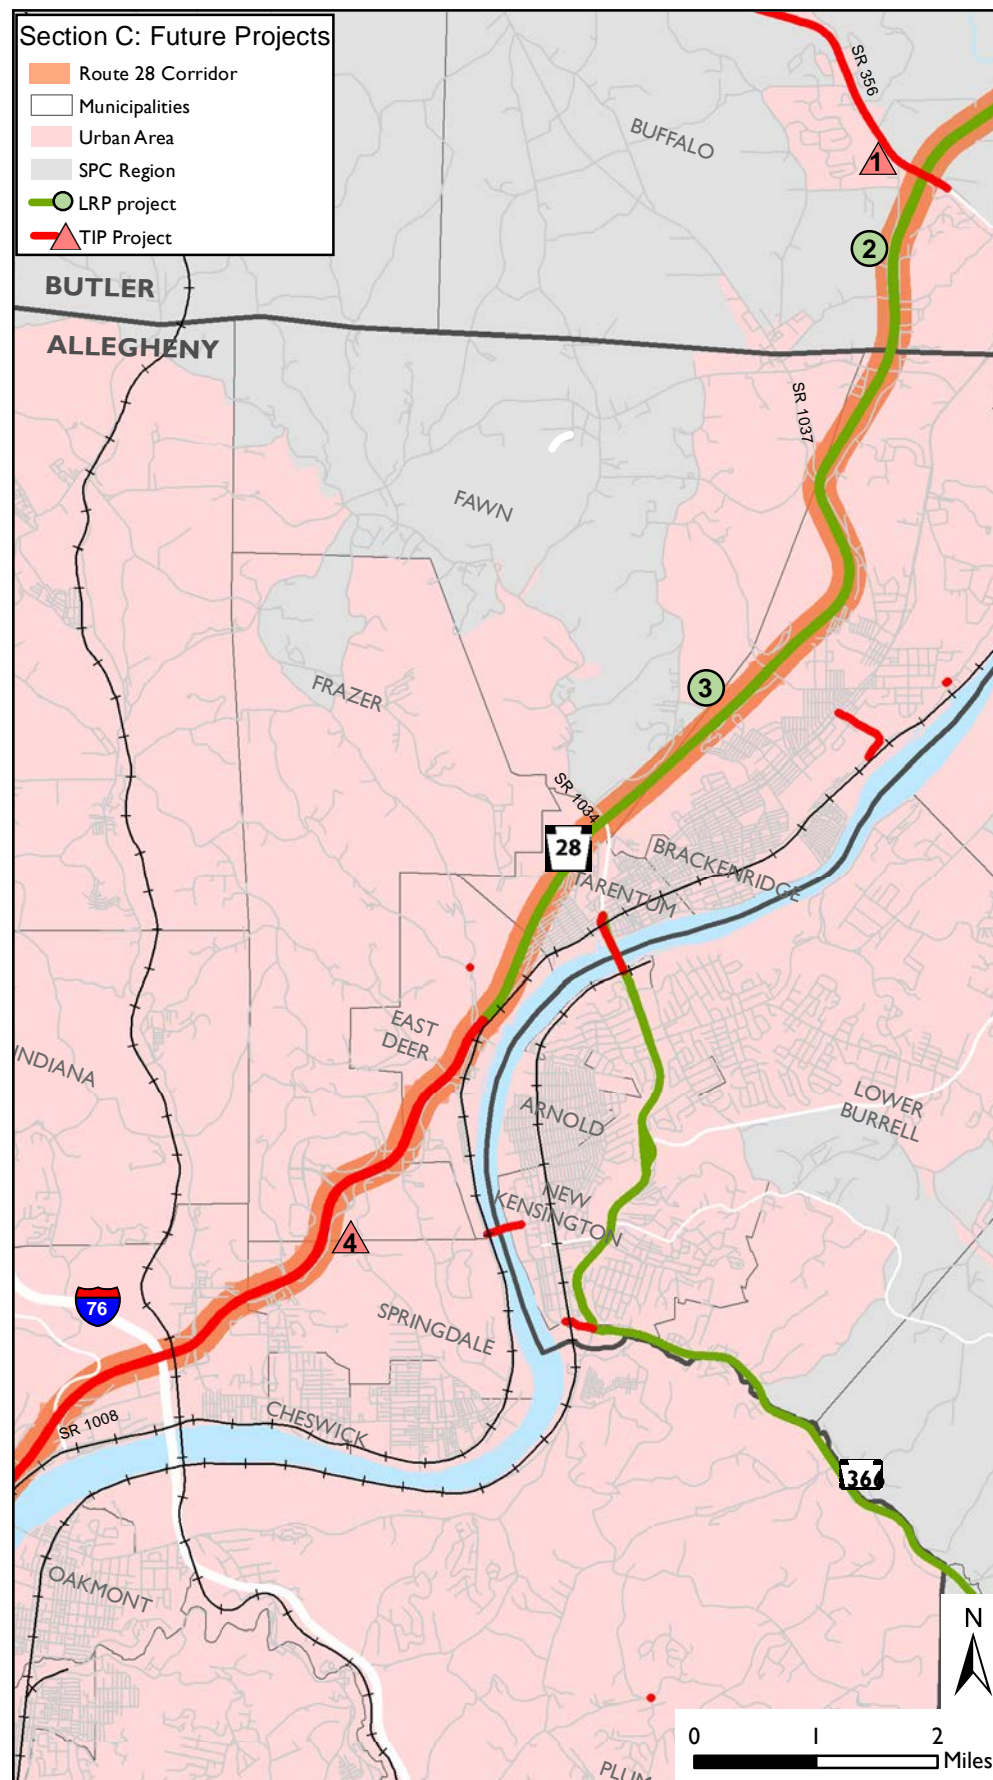 Section C: Future Projects
Route 28 Corridor
Municipalities
Urban Area
SPC Region
LRP project
TIP Project
SR 356
BUFFALO
1
2
BUTLER
ALLEGHENY
SR 1037
FAWN
FRAZER
3
SR 1034
28
BRACKENRIDGE
TARENTUM
EAST
DEER
INDIANA
LOWER
BURRELL
ARNOLD
NEW
KENSINGTON
4
76
SPRINGDALE
CHESWICK
SR 1008
366
OAKMONT
N
0 1 2
Miles
PLUM